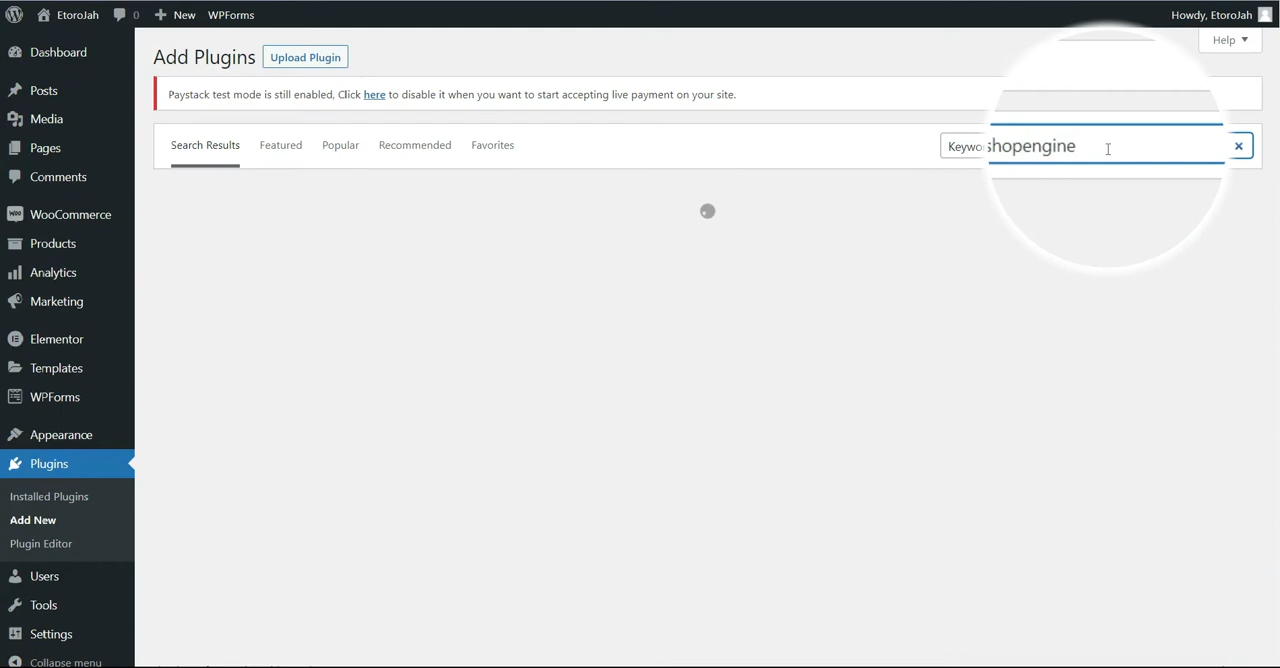 EtoroJah 0 New WPForms Howdy, EtoroJah
Help
Dashboard
Posts
Media
Pages
Comments
WooCommerce
Products
Analytics
Marketing
Elementor
Templates
WPForms
Appearance
Plugins
Installed Plugins
Add New
Plugin Editor
Users
Tools
Settings
Collapse menu
Add Plugins Upload Plugin
Paystack test mode is still enabled, Click here to disable it when you want to start accepting live payment on your site.
Search Results Featured Popular Recommended Favorites
shopengine